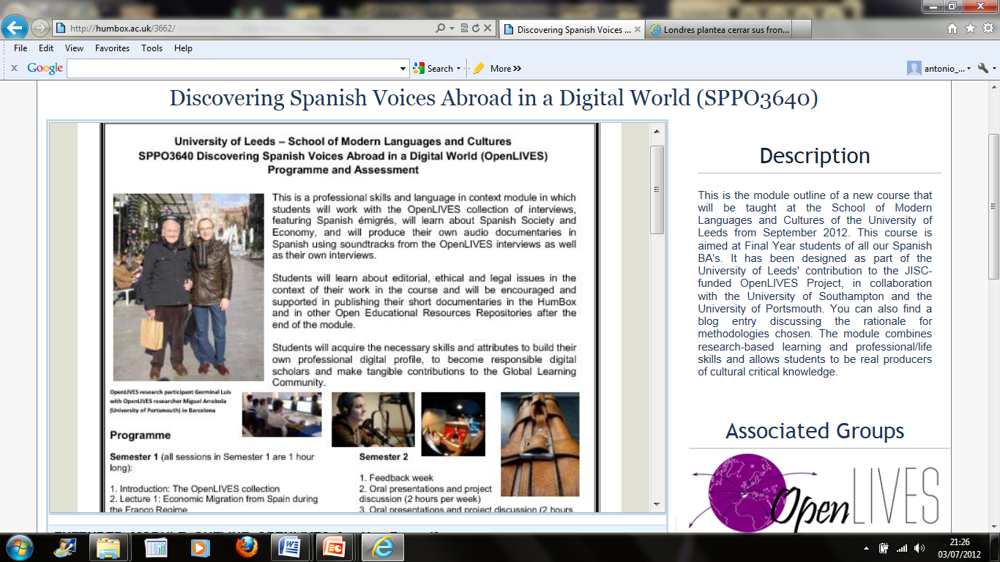 http://humbox.ac.uk/3662/
Discovering Spanish Voices ...
Londres plantea cerrar sus fron...
File Edit View Favorites Tools Help
x Google Search More »
antonio_...
Discovering Spanish Voices Abroad in a Digital World (SPPO3640)
University of Leeds – School of Modern Languages and Cultures
SPPO3640 Discovering Spanish Voices Abroad in a Digital World (OpenLIVES)
Programme and Assessment
This is a professional skills and language in context module in which
students will work with the OpenLIVES collection of interviews,
featuring Spanish émigrés, will learn about Spanish Society and
Economy, and will produce their own audio documentaries in
Spanish using soundtracks from the OpenLIVES interviews as well
as their own interviews.
Students will learn about editorial, ethical and legal issues in the
context of their work in the course and will be encouraged and
supported in publishing their short documentaries in the HumBox
and in other Open Educational Resources Repositories after the
end of the module.
Students will acquire the necessary skills and attributes to build their
own professional digital profile, to become responsible digital
scholars and make tangible contributions to the Global Learning
Community.
OpenLIVES research participant Germinal Luis
with OpenLIVES researcher Miguel Arrebola
(University of Portsmouth) in Barcelona
Programme
Semester 1 (all sessions in Semester 1 are 1 hour
long):
1. Introduction: The OpenLIVES collection
2. Lecture 1: Economic Migration from Spain during
the Franco Regime
Semester 2
1. Feedback week
2. Oral presentations and project
discussion (2 hours per week)
3. Oral presentations and project discussion (2 hours
Description
This is the module outline of a new course that
will be taught at the School of Modern
Languages and Cultures of the University of
Leeds from September 2012. This course is
aimed at Final Year students of all our Spanish
BA's. It has been designed as part of the
University of Leeds' contribution to the JISC-
funded OpenLIVES Project, in collaboration
with the University of Southampton and the
University of Portsmouth. You can also find a
blog entry discussing the rationale for
methodologies chosen. The module combines
research-based learning and professional/life
skills and allows students to be real producers
of cultural critical knowledge.
Associated Groups
OpenLIVES
21:26
03/07/2012